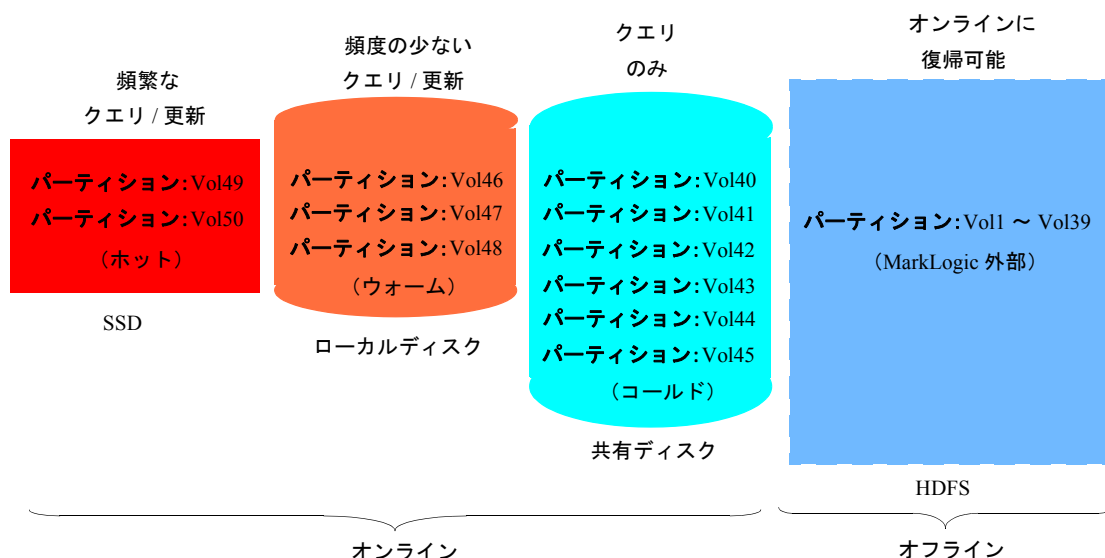 頻繁な
クエリ / 更新
パーティション:Vol49
パーティション:Vol50
（ホット）
SSD
頻度の少ない
クエリ / 更新
パーティション:Vol46
パーティション:Vol47
パーティション:Vol48
（ウォーム）
ローカルディスク
クエリ
のみ
パーティション:Vol40
パーティション:Vol41
パーティション:Vol42
パーティション:Vol43
パーティション:Vol44
パーティション:Vol45
（コールド）
共有ディスク
オンラインに
復帰可能
パーティション:Vol1 ～ Vol39
（MarkLogic 外部）
HDFS
オンライン
オフライン